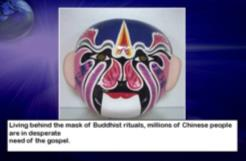 Living behind the mask of Buddhist rituals, millions of Chinese people
are in desperate
need of the gospel.